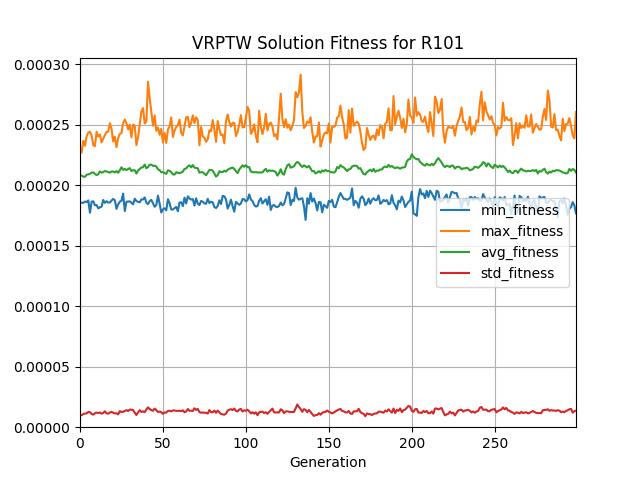 VRPTW Solution Fitness for R101
0.00030
0.00025
0.00020
0.00015
0.00010
0.00005
0.00000
min_fitness
max_fitness
avg_fitness
std_fitness
0 50 100 150 200 250
Generation